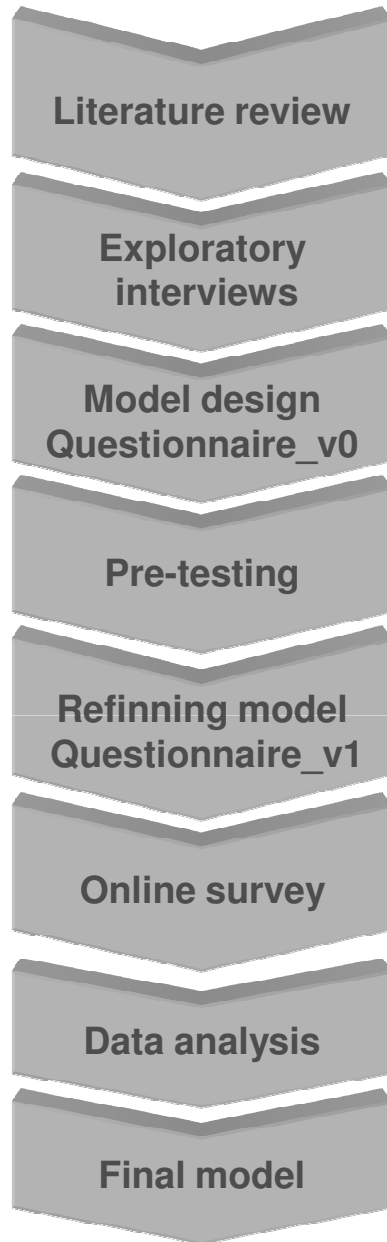 Literature review
Exploratory
interviews
Model design
Questionnaire_v0
Pre-testing
Refinning model
Questionnaire_v1
Online survey
Data analysis
Final model